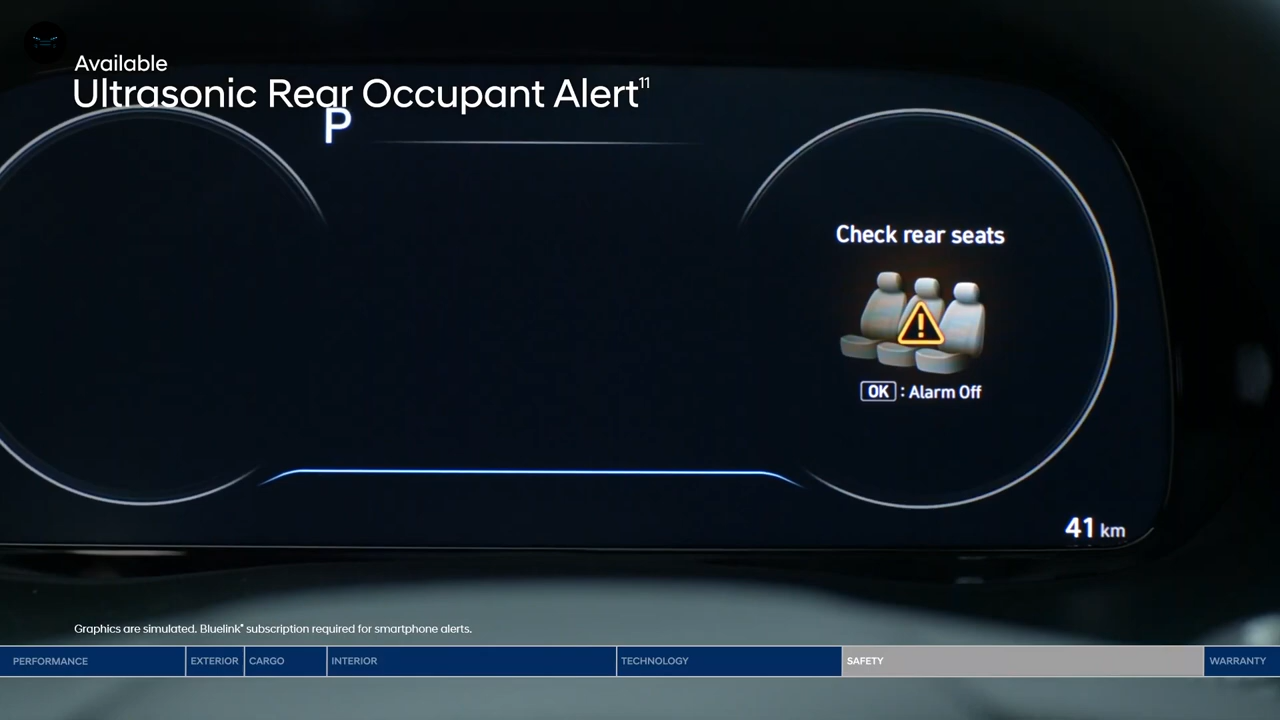 Available
Ultrasonic Rear Occupant Alert11
P
Check rear seats
OK : Alarm Off
41 km
Graphics are simulated. Bluelink® subscription required for smartphone alerts.
PERFORMANCE EXTERIOR CARGO INTERIOR TECHNOLOGY SAFETY WARRANTY